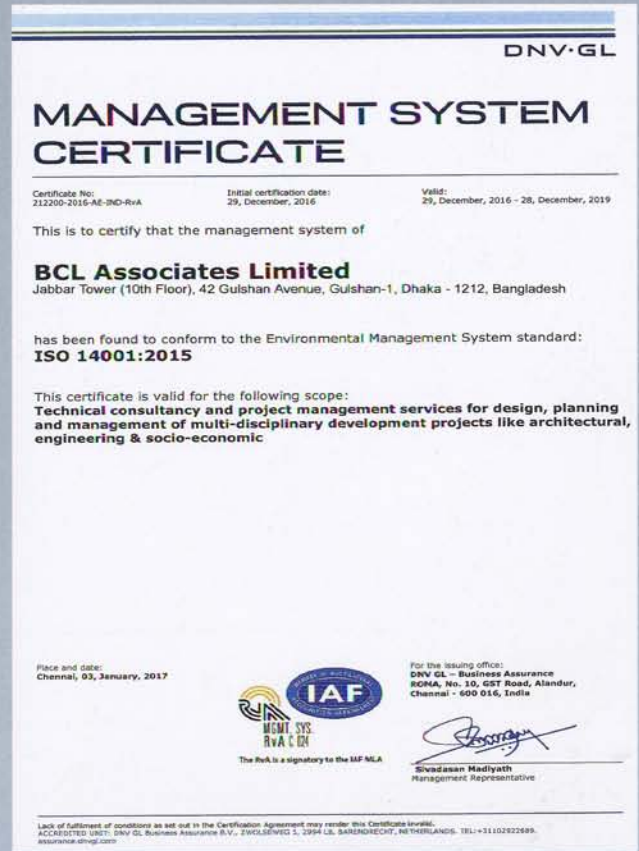 DNV·GL
MANAGEMENT SYSTEM
CERTIFICATE
Certificate No:
212200-2016-AE-IND-RvA
Initial certification date:
29, December, 2016
Valid:
29, December, 2016 - 28, December, 2019
This is to certify that the management system of
BCL Associates Limited
Jabbar Tower (10th Floor), 42 Gulshan Avenue, Gulshan-1, Dhaka - 1212, Bangladesh
has been found to conform to the Environmental Management System standard:
ISO 14001:2015
This certificate is valid for the following scope:
Technical consultancy and project management services for design, planning
and management of multi-disciplinary development projects like architectural,
engineering & socio-economic
Place and date:
Chennai, 03, January, 2017
IAF
MGMT. SYS.
RvA C 024
The RvA is a signatory to the IAF MLA
For the issuing office:
DNV GL – Business Assurance
ROMA, No. 10, GST Road, Alandur,
Chennai - 600 016, India
Sivadasan Madiyath
Management Representative
Lack of fulfilment of conditions as set out in the Certification Agreement may render this Certificate invalid.
ACCREDITED UNIT: DNV GL Business Assurance B.V., ZWOLSEWEG 1, 2994 LB, BARENDRECHT, NETHERLANDS. TEL:+31102922689.
assurance.dnvgl.com